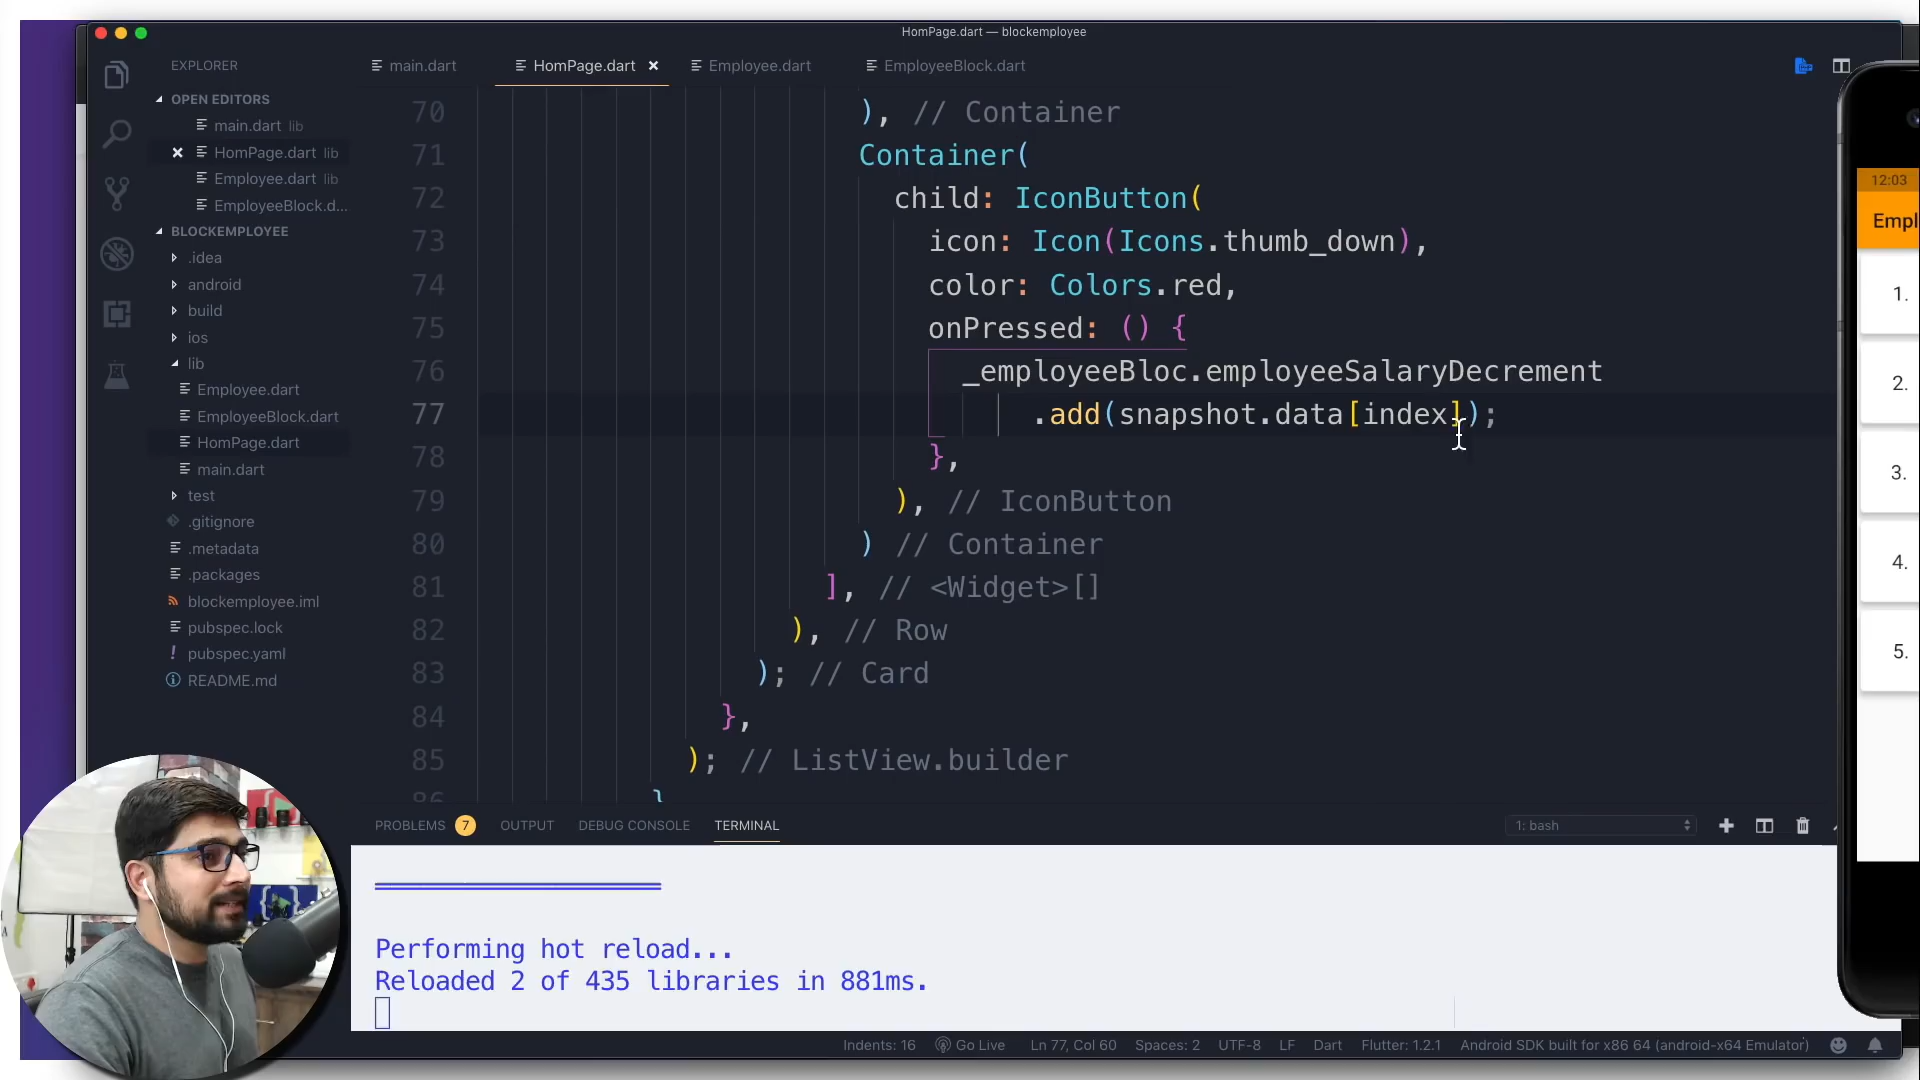 HomPage.dart — blockemployee
EXPLORER
main.dart
HomPage.dart
Employee.dart
EmployeeBlock.dart
OPEN EDITORS
main.dart lib
HomPage.dart lib
Employee.dart lib
EmployeeBlock.d...
BLOCKEMPLOYEE
.idea
android
build
ios
lib
Employee.dart
EmployeeBlock.dart
HomPage.dart
main.dart
test
.gitignore
.metadata
.packages
blockemployee.iml
pubspec.lock
pubspec.yaml
README.md
70 ), // Container
71 Container(
72 child: IconButton(
73 icon: Icon(Icons.thumb_down),
74 color: Colors.red,
75 onPressed: () {
76 _employeeBloc.employeeSalaryDecrement
77 .add(snapshot.data[index]);
78 },
79 ), // IconButton
80 ) // Container
81 ], // <Widget>[]
82 ), // Row
83 ); // Card
84 },
85 ); // ListView.builder
86 }
12:03
Empl
1.
2.
3.
4.
5.
PROBLEMS 7 OUTPUT DEBUG CONSOLE TERMINAL
1: bash
Performing hot reload...
Reloaded 2 of 435 libraries in 881ms.
Indents: 16 Go Live Ln 77, Col 60 Spaces: 2 UTF-8 LF Dart Flutter: 1.2.1 Android SDK built for x86 64 (android-x64 Emulator)